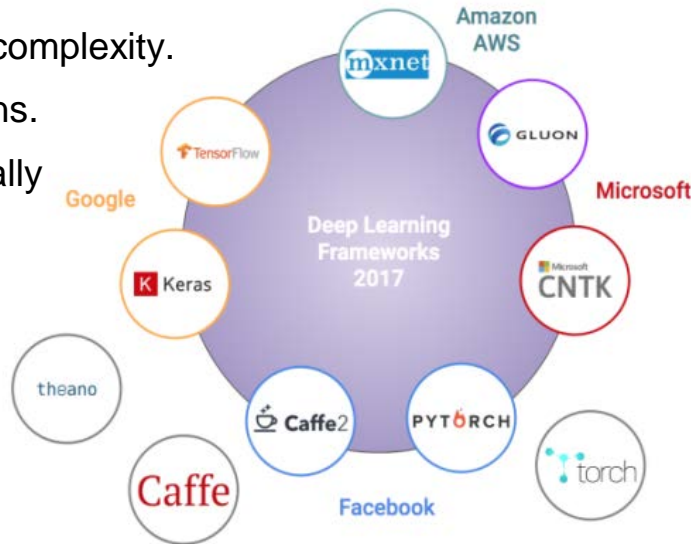 complexity.
ns.
ally
Amazon
AWS
mxnet
TensorFlow
GLUON
Google
Microsoft
Deep Learning
Frameworks
2017
K Keras
Microsoft
CNTK
theano
Caffe2
PYTORCH
Caffe
torch
Facebook